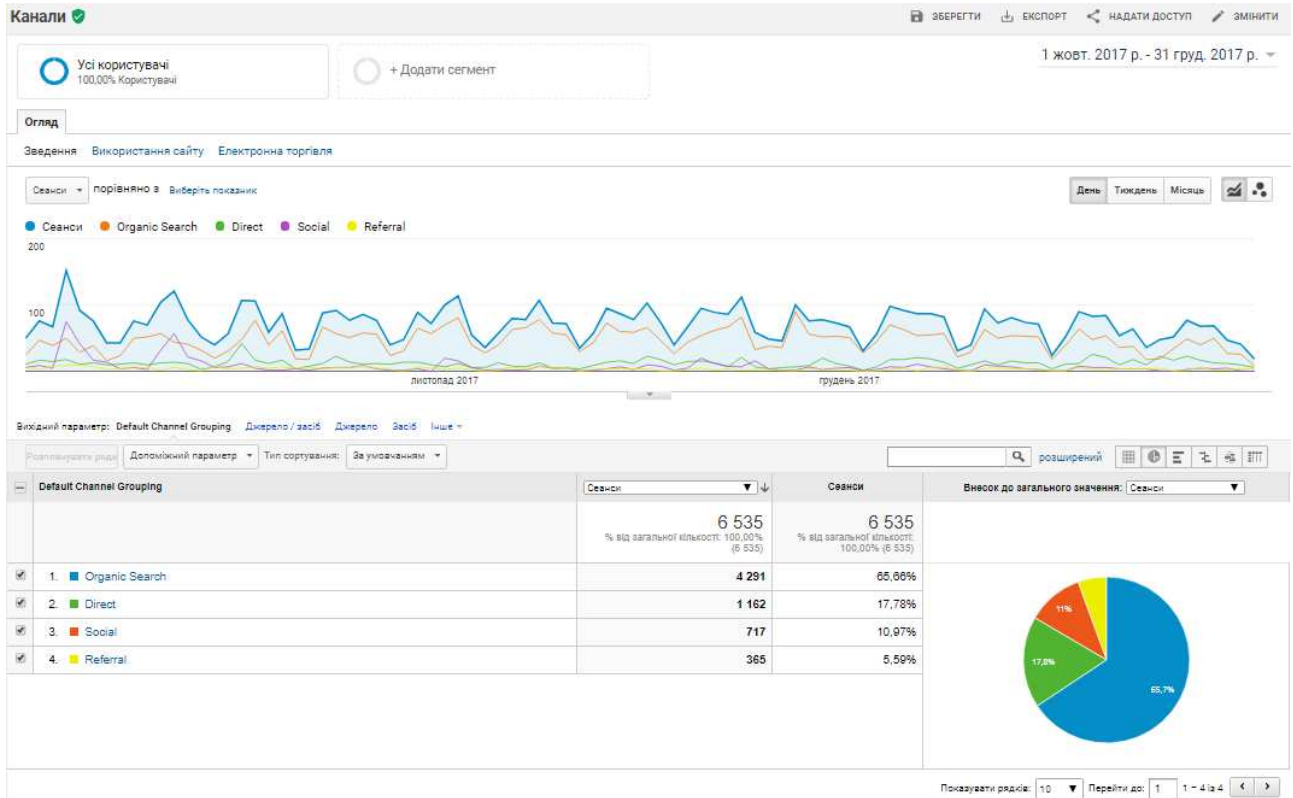 Канали
ЗБЕРЕГТИ ЕКСПОРТ НАДАТИ ДОСТУП ЗМІНИТИ
Усі користувачі
100,00% Користувачі
+ Додати сегмент
1 жовт. 2017 р. - 31 груд. 2017 р.
Огляд
Зведення Використання сайту Електронна торгівля
Сеанси порівняно з Виберіть показник
День Тиждень Місяць
Сеанси Organic Search Direct Social Referral
200
100
листопад 2017 грудень 2017
Вихідний параметр: Default Channel Grouping Джерело / засіб Джерело Засіб Інше
Допоміжний параметр Тип сортування: За умовчанням
розширений
Default Channel Grouping Сеанси Сеанси Внесок до загального значення: Сеанси
6 535 6 535
% від загальної кількості: 100,00% (6 535) % від загальної кількості: 100,00% (6 535)
1. Organic Search 4 291 65,66%
2. Direct 1 162 17,78%
3. Social 717 10,97%
4. Referral 365 5,59%
11%
17,8%
65,7%
Показувати рядків: 10 Перейти до: 1 1 – 4 із 4